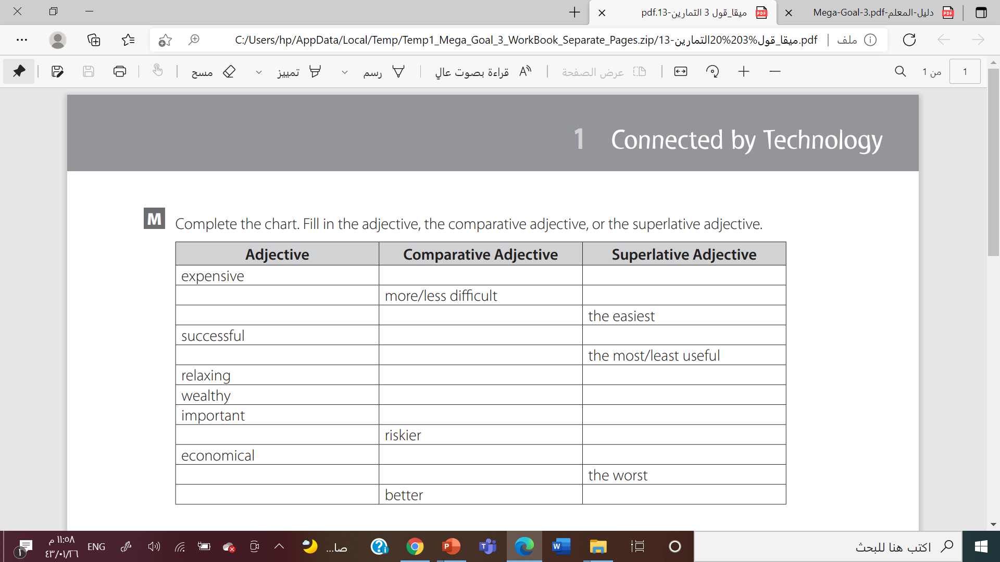 ميقا_قول 3 التمارين-13.pdf
دليل-المعلم-Mega-Goal-3.pdf
C:/Users/hp/AppData/Local/Temp/Temp1_Mega_Goal_3_WorkBook_Separate_Pages.zip/13-ميقا_قول%203%20التمارين.pdf
ملف
مسح
تمييز
رسم
قراءة بصوت عالٍ
عرض الصفحة
من 1
1
1 Connected by Technology
M Complete the chart. Fill in the adjective, the comparative adjective, or the superlative adjective.
Adjective Comparative Adjective Superlative Adjective
expensive
more/less difficult
the easiest
successful
the most/least useful
relaxing
wealthy
important
riskier
economical
the worst
better
١١:٥٨ م
٤٣/٠١/٢٦
ENG
صا...
اكتب هنا للبحث